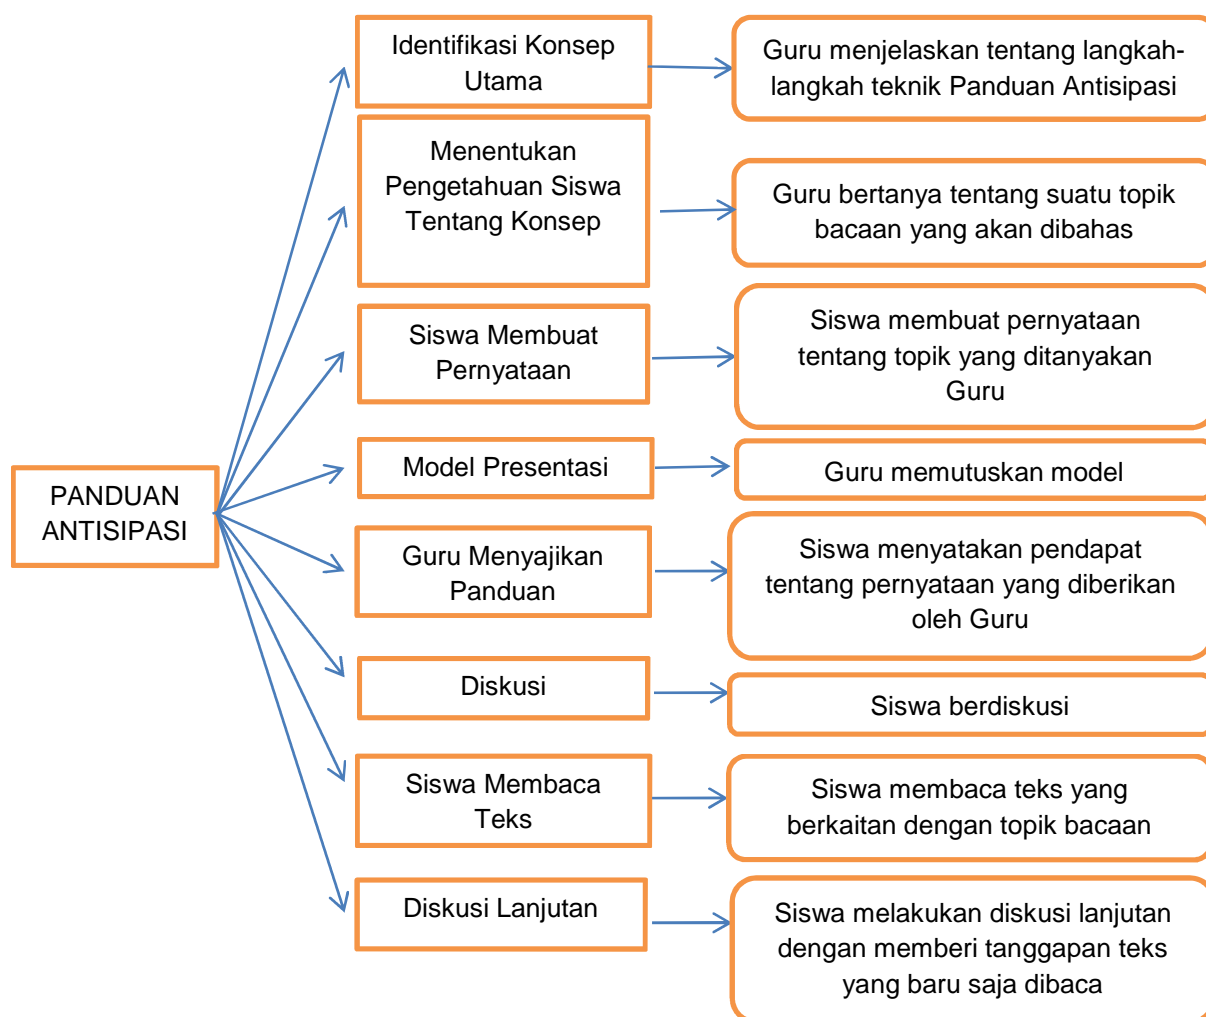 Identifikasi Konsep
Utama
Guru menjelaskan tentang langkah-
langkah teknik Panduan Antisipasi
Menentukan
Pengetahuan Siswa
Tentang Konsep
Guru bertanya tentang suatu topik
bacaan yang akan dibahas
Siswa Membuat
Pernyataan
Siswa membuat pernyataan
tentang topik yang ditanyakan
Guru
PANDUAN
ANTISIPASI
Model Presentasi
Guru memutuskan model
Guru Menyajikan
Panduan
Siswa menyatakan pendapat
tentang pernyataan yang diberikan
oleh Guru
Diskusi
Siswa berdiskusi
Siswa Membaca
Teks
Siswa membaca teks yang
berkaitan dengan topik bacaan
Diskusi Lanjutan
Siswa melakukan diskusi lanjutan
dengan memberi tanggapan teks
yang baru saja dibaca